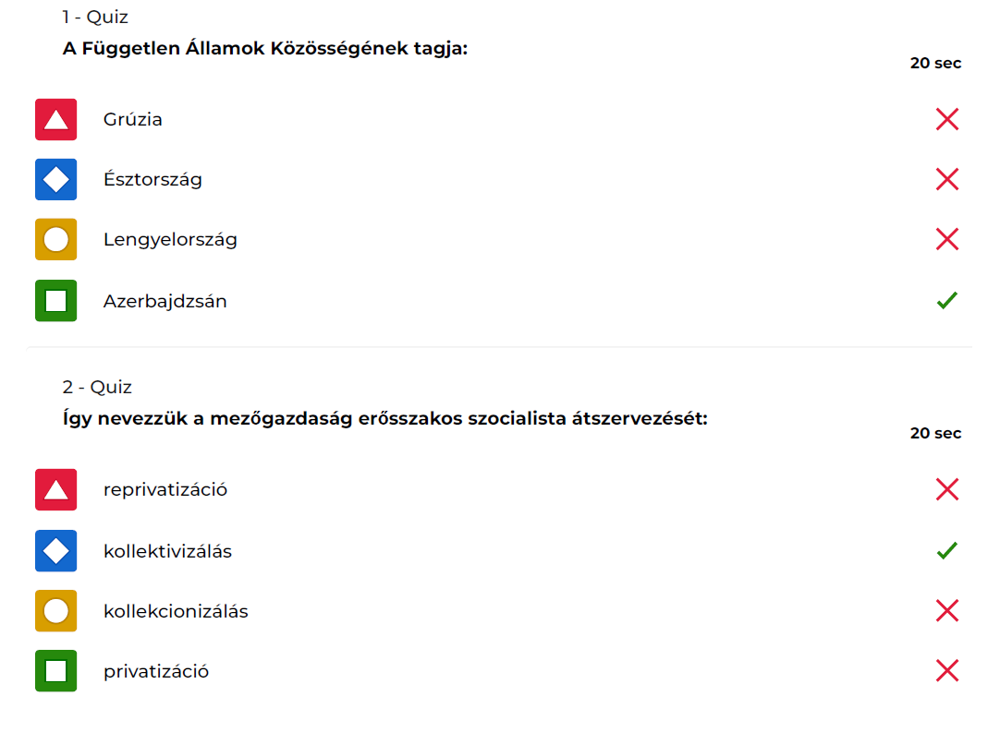 1 - Quiz
A Független Államok Közösségének tagja:
20 sec
Grúzia
Észtország
Lengyelország
Azerbajdzsán
2 - Quiz
Így nevezzük a mezőgazdaság erősszakos szocialista átszervezését:
20 sec
reprivatizáció
kollektivizálás
kollekcionizálás
privatizáció